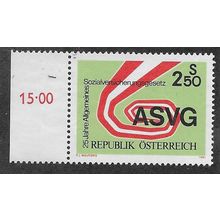 15·00
25 Jahre Allgemeines
Sozialversicherungsgesetz
S
2.50
ASVG
REPUBLIK ÖSTERREICH